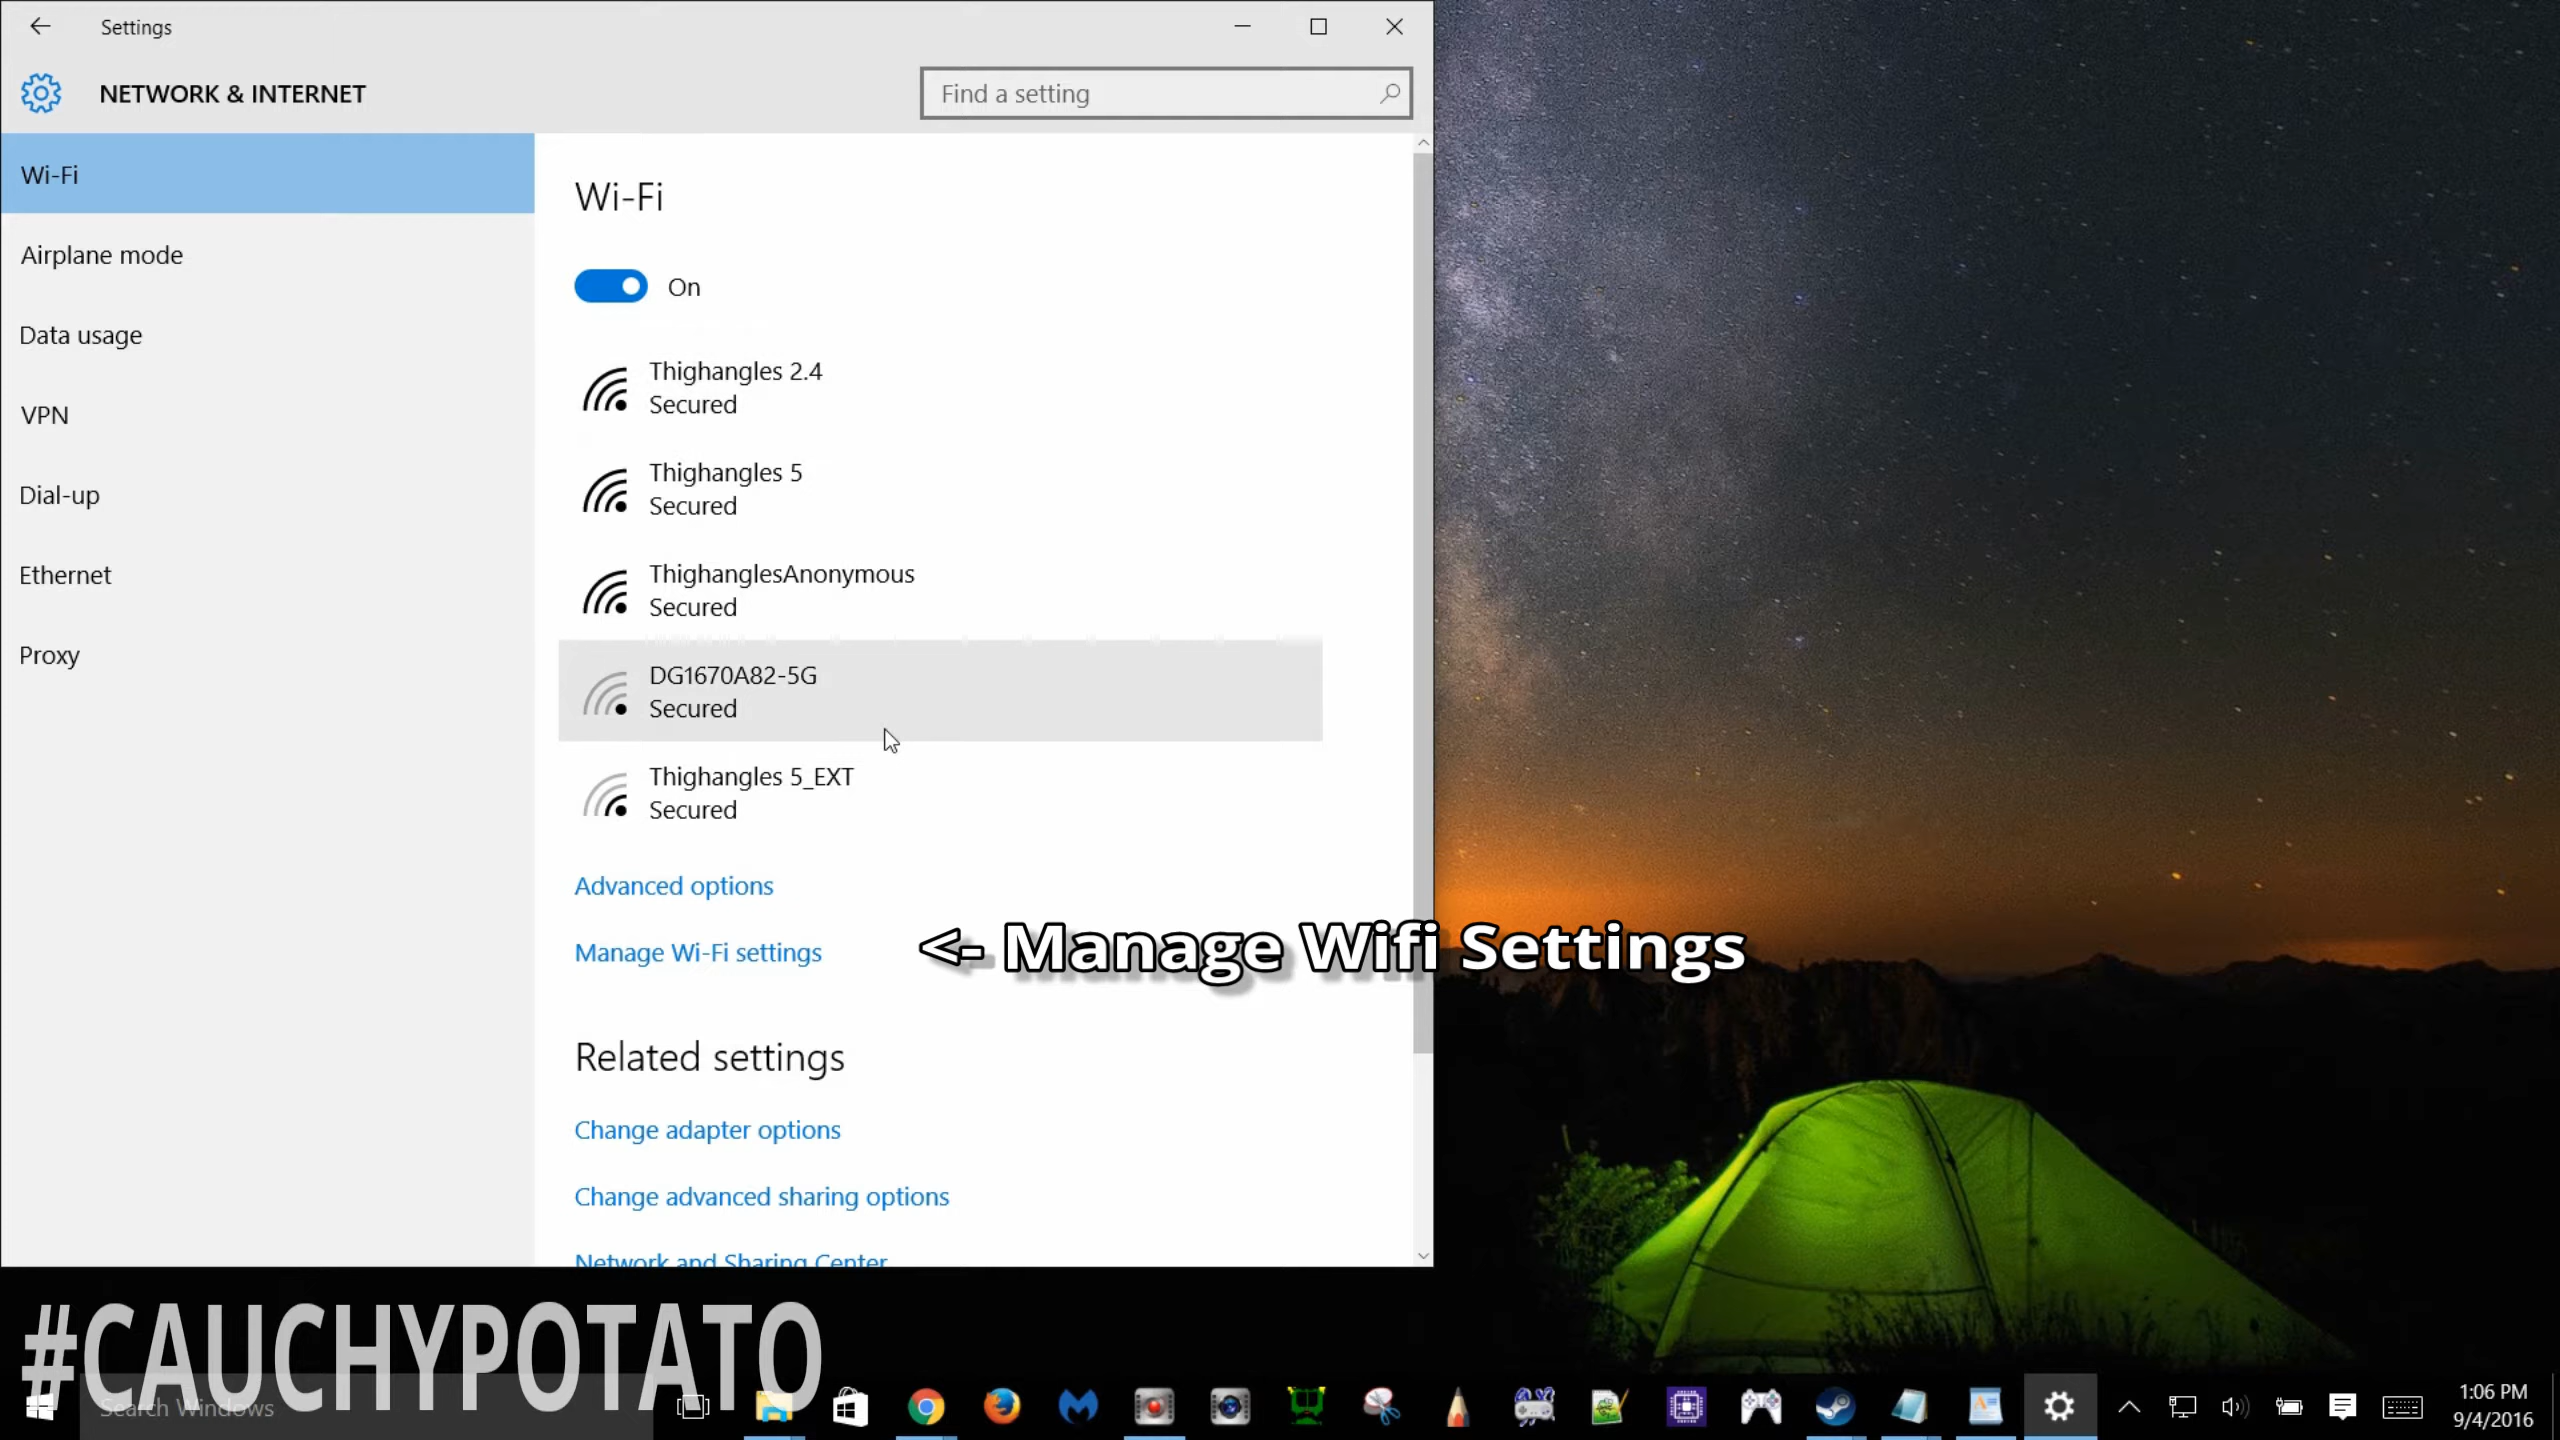 Settings
NETWORK & INTERNET
Find a setting
Wi-Fi
Airplane mode
Data usage
VPN
Dial-up
Ethernet
Proxy
Wi-Fi
On
Thighangles 2.4
Secured
Thighangles 5
Secured
ThighanglesAnonymous
Secured
DG1670A82-5G
Secured
Thighangles 5_EXT
Secured
Advanced options
Manage Wi-Fi settings
<- Manage Wifi Settings
Related settings
Change adapter options
Change advanced sharing options
Network and Sharing Center
#CAUCHYPOTATO
Search Windows
1:06 PM
9/4/2016